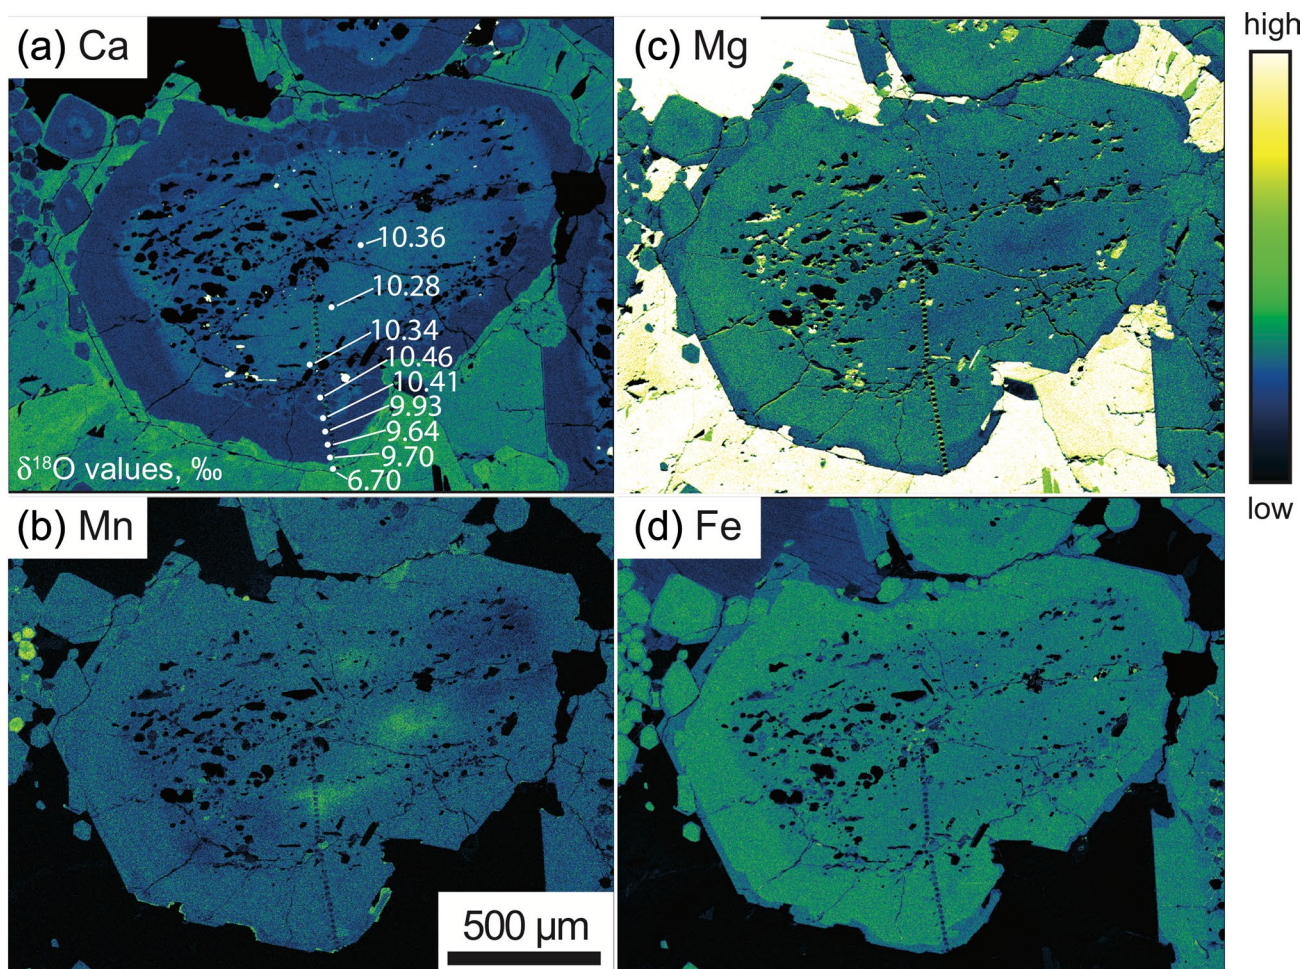 (a) Ca
(c) Mg
high
10.36
10.28
10.34
10.46
10.41
9.93
9.64
9.70
6.70
δ¹⁸O values, ‰
low
(b) Mn
(d) Fe
500 µm